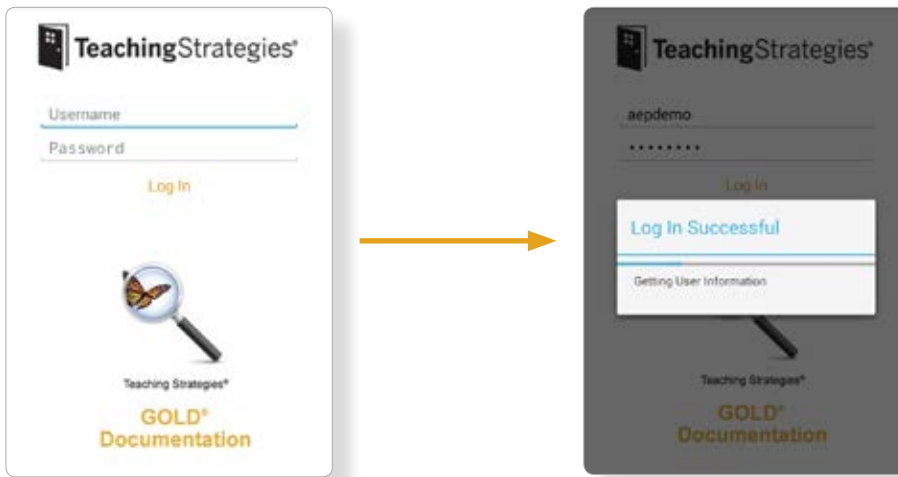 TeachingStrategies®
Username
Password
Log In
Teaching Strategies®
GOLD®
Documentation
TeachingStrategies®
aepdemo
••••••••
Log In
Log In Successful
Getting User Information
Teaching Strategies®
GOLD®
Documentation